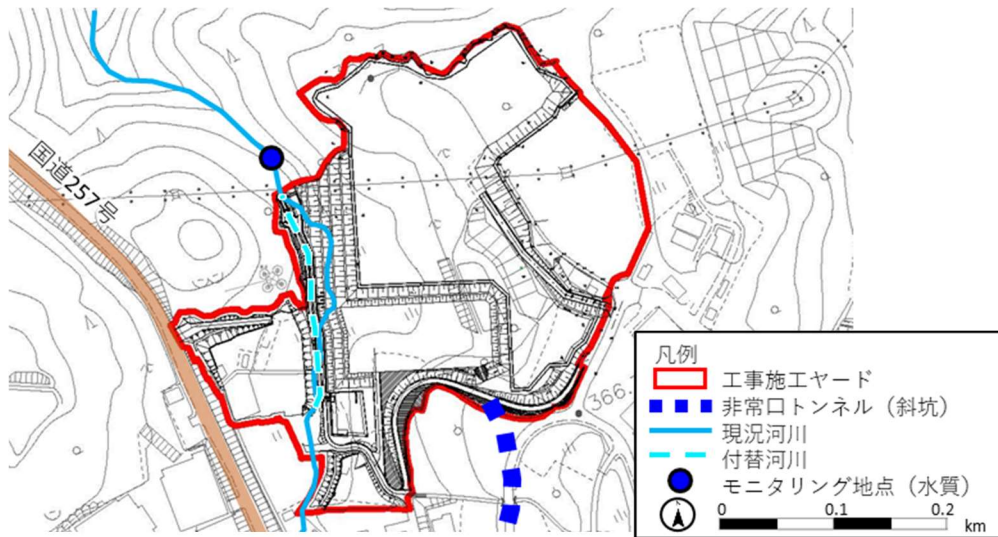 国道257号
366.
凡例
工事施工ヤード
非常口トンネル（斜坑）
現況河川
付替河川
モニタリング地点（水質）
0 0.1 0.2
km